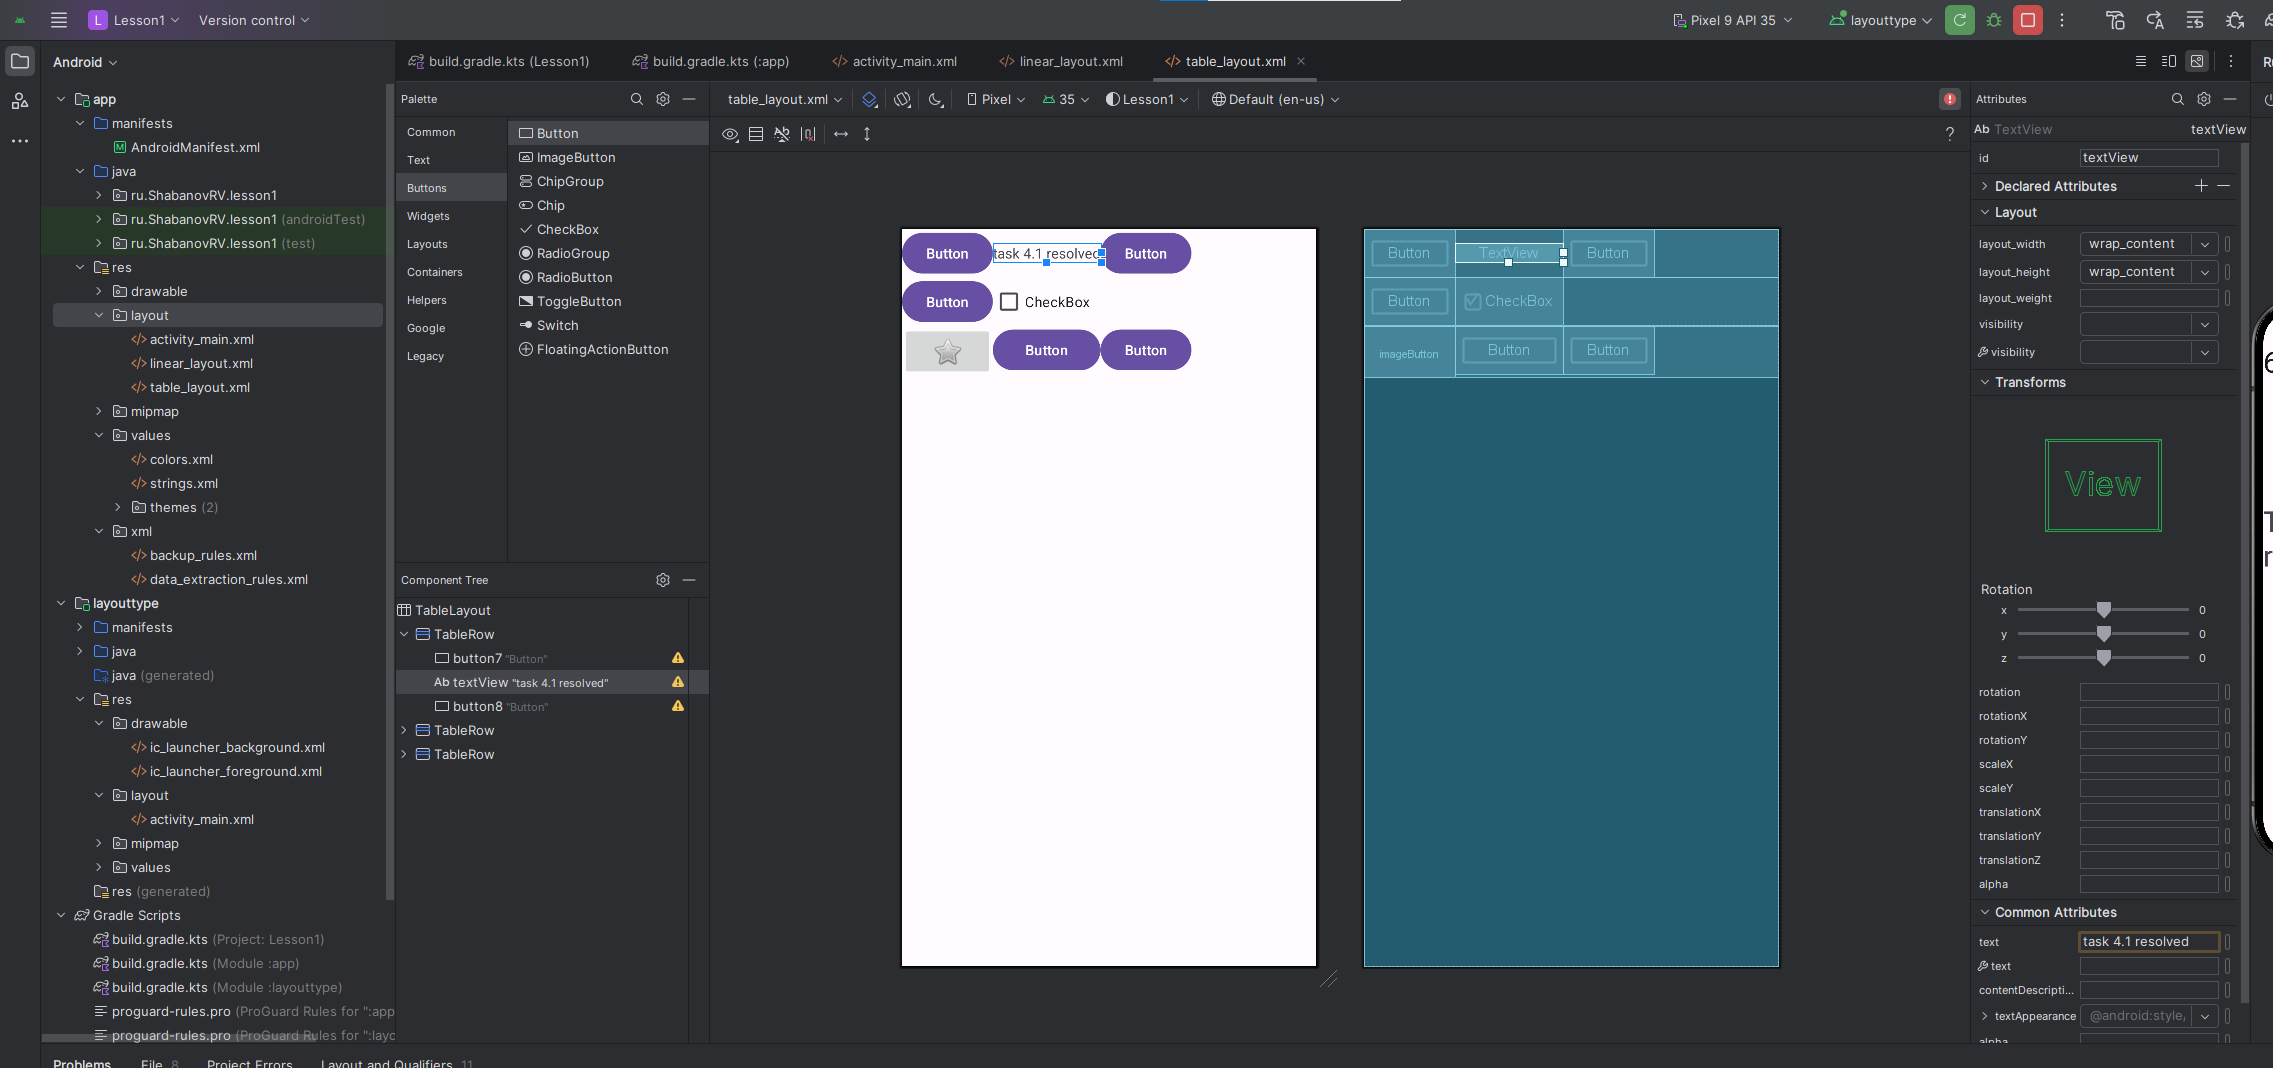 L Lesson1 Version control Pixel 9 API 35 layouttype
Android
build.gradle.kts (Lesson1) build.gradle.kts (:app) activity_main.xml linear_layout.xml table_layout.xml
app
manifests
AndroidManifest.xml
java
ru.ShabanovRV.lesson1
ru.ShabanovRV.lesson1 (androidTest)
ru.ShabanovRV.lesson1 (test)
res
drawable
layout
activity_main.xml
linear_layout.xml
table_layout.xml
mipmap
values
colors.xml
strings.xml
themes (2)
xml
backup_rules.xml
data_extraction_rules.xml
layouttype
manifests
java
java (generated)
res
drawable
ic_launcher_background.xml
ic_launcher_foreground.xml
layout
activity_main.xml
mipmap
values
res (generated)
Gradle Scripts
build.gradle.kts (Project: Lesson1)
build.gradle.kts (Module :app)
build.gradle.kts (Module :layouttype)
proguard-rules.pro (ProGuard Rules for ":app
proguard-rules.pro (ProGuard Rules for ":layc
Palette
Common
Text
Buttons
Widgets
Layouts
Containers
Helpers
Google
Legacy
Button
ImageButton
ChipGroup
Chip
CheckBox
RadioGroup
RadioButton
ToggleButton
Switch
FloatingActionButton
Component Tree
TableLayout
TableRow
button7 "Button"
Ab textView "task 4.1 resolved"
button8 "Button"
TableRow
TableRow
table_layout.xml Pixel 35 Lesson1 Default (en-us)
?
Button task 4.1 resolved Button
Button CheckBox
Button Button
Button TextView Button
Button CheckBox
imageButton Button Button
Attributes
Ab TextView textView
id textView
Declared Attributes
Layout
layout_width wrap_content
layout_height wrap_content
layout_weight
visibility
visibility
Transforms
View
Rotation
x 0
y 0
z 0
rotation
rotationX
rotationY
scaleX
scaleY
translationX
translationY
translationZ
alpha
Common Attributes
text task 4.1 resolved
text
contentDescripti...
textAppearance @android:style/
alpha
Problems File 8 Project Errors Layout and Qualifiers 11